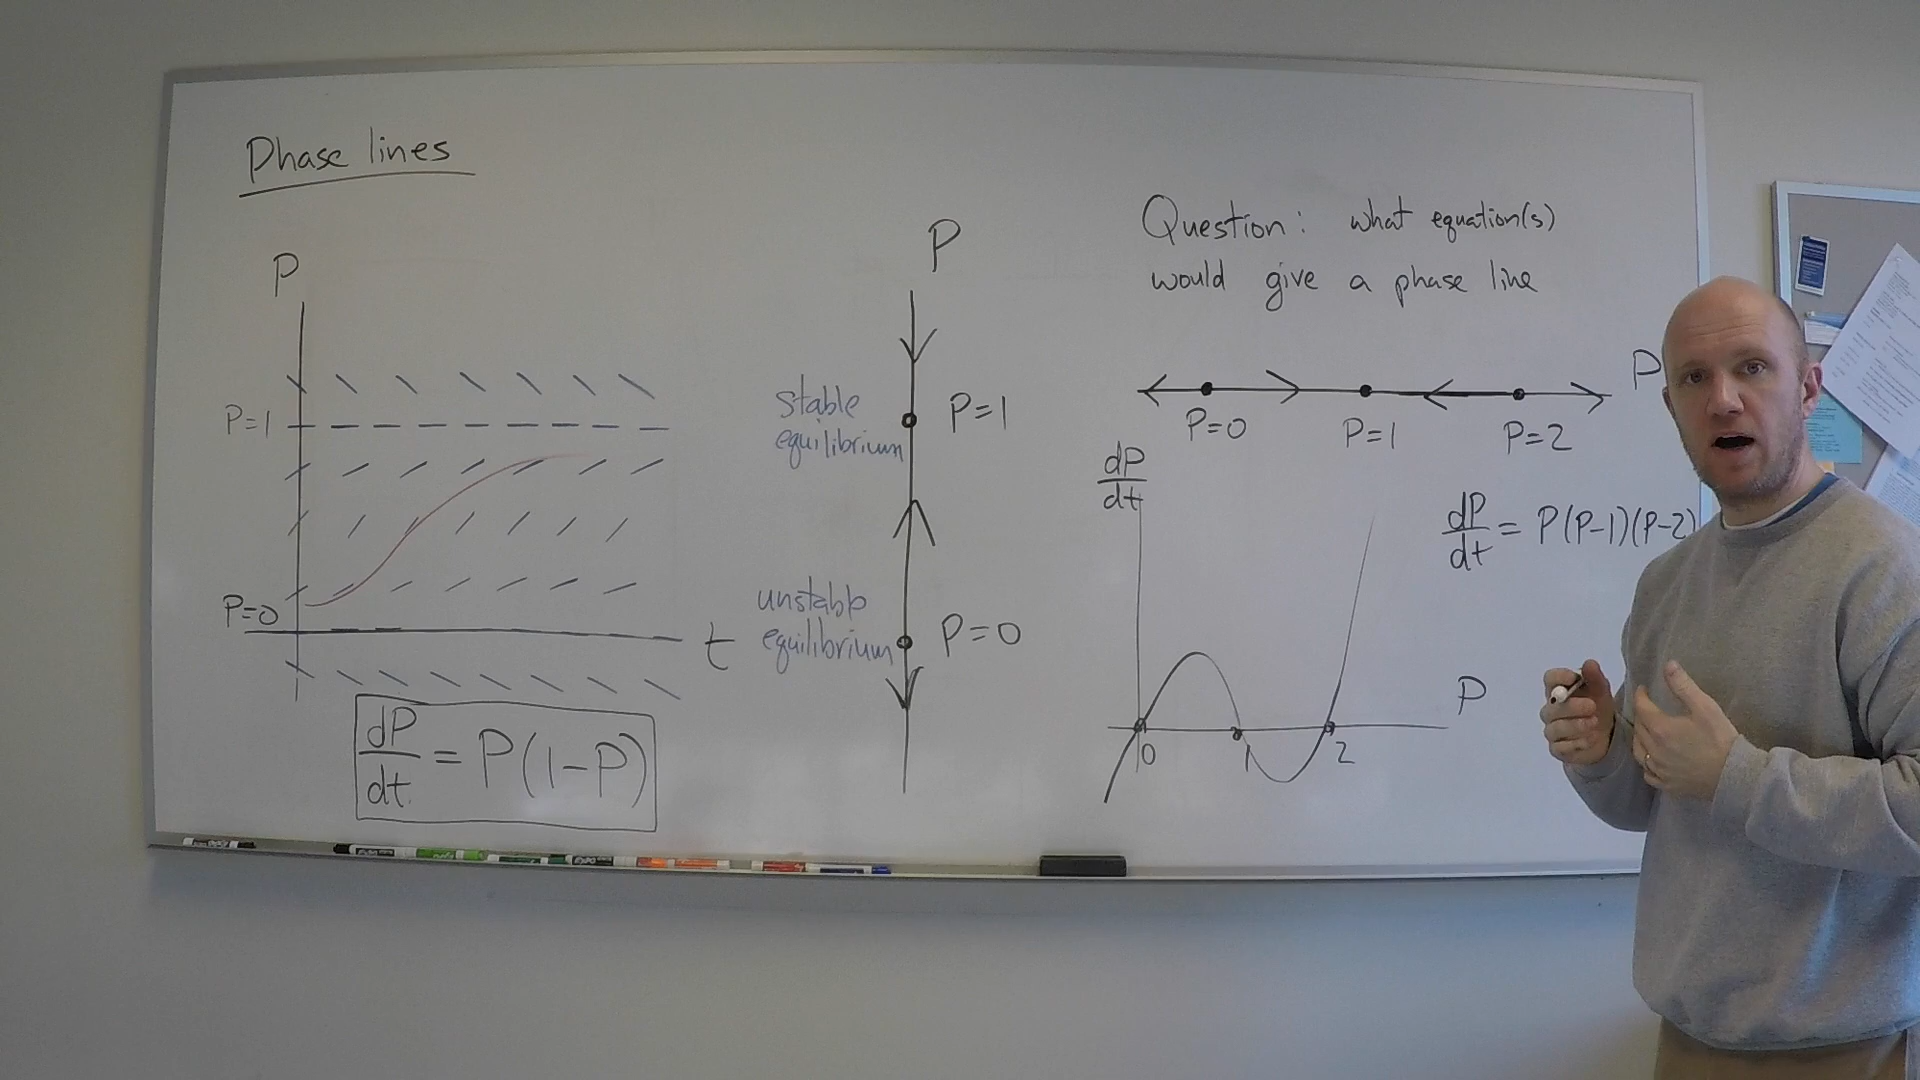 Phase lines
P
P=1
P=0
t
dP/dt = P(1-P)
P
stable
equilibrium
P=1
unstable
equilibrium
P=0
Question: what equation(s)
would give a phase line
P
P=0 P=1 P=2
dP/dt
dP/dt = P(P-1)(P-2)
P
0 1 2